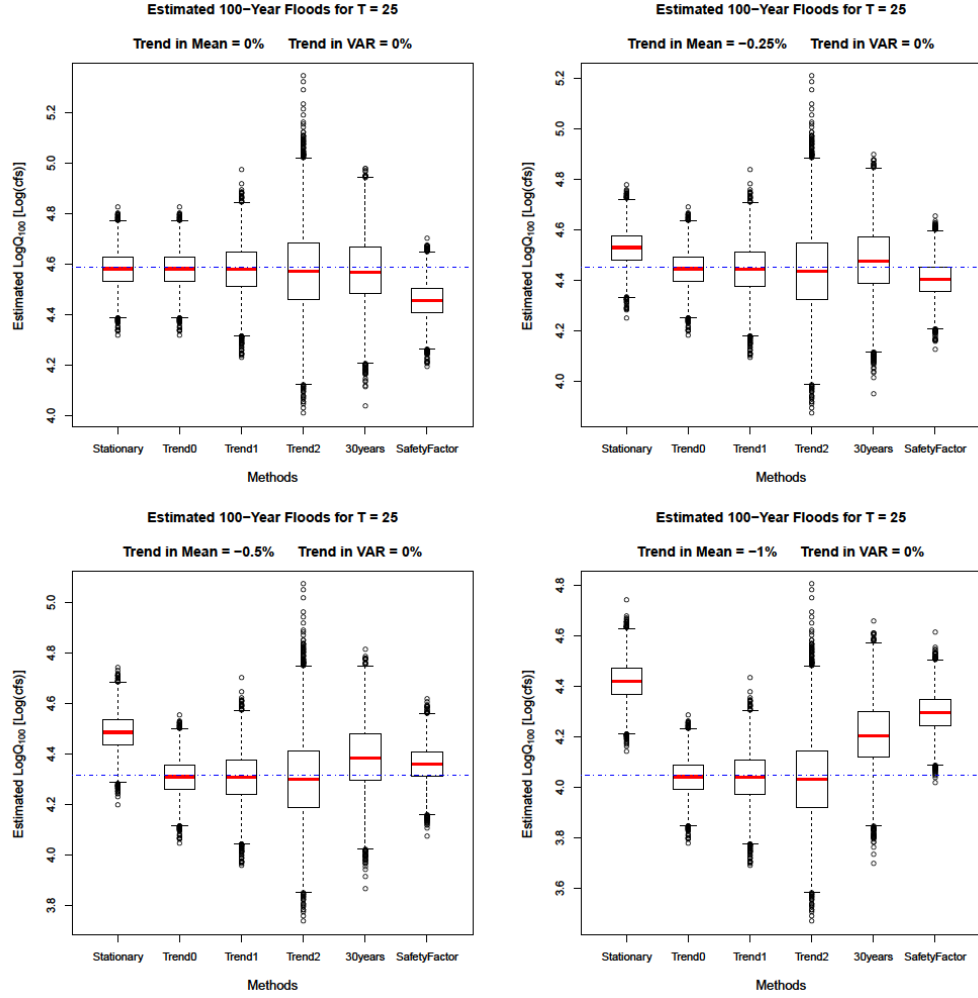 Estimated 100−Year Floods for T = 25
Trend in Mean = 0% Trend in VAR = 0%
Estimated LogQ₁₀₀ [Log(cfs)]
5.2
5.0
4.8
4.6
4.4
4.2
4.0
Stationary Trend0 Trend1 Trend2 30years SafetyFactor
Methods
Estimated 100−Year Floods for T = 25
Trend in Mean = −0.25% Trend in VAR = 0%
Estimated LogQ₁₀₀ [Log(cfs)]
5.2
5.0
4.8
4.6
4.4
4.2
4.0
Stationary Trend0 Trend1 Trend2 30years SafetyFactor
Methods
Estimated 100−Year Floods for T = 25
Trend in Mean = −0.5% Trend in VAR = 0%
Estimated LogQ₁₀₀ [Log(cfs)]
5.0
4.8
4.6
4.4
4.2
4.0
3.8
Stationary Trend0 Trend1 Trend2 30years SafetyFactor
Methods
Estimated 100−Year Floods for T = 25
Trend in Mean = −1% Trend in VAR = 0%
Estimated LogQ₁₀₀ [Log(cfs)]
4.8
4.6
4.4
4.2
4.0
3.8
3.6
Stationary Trend0 Trend1 Trend2 30years SafetyFactor
Methods